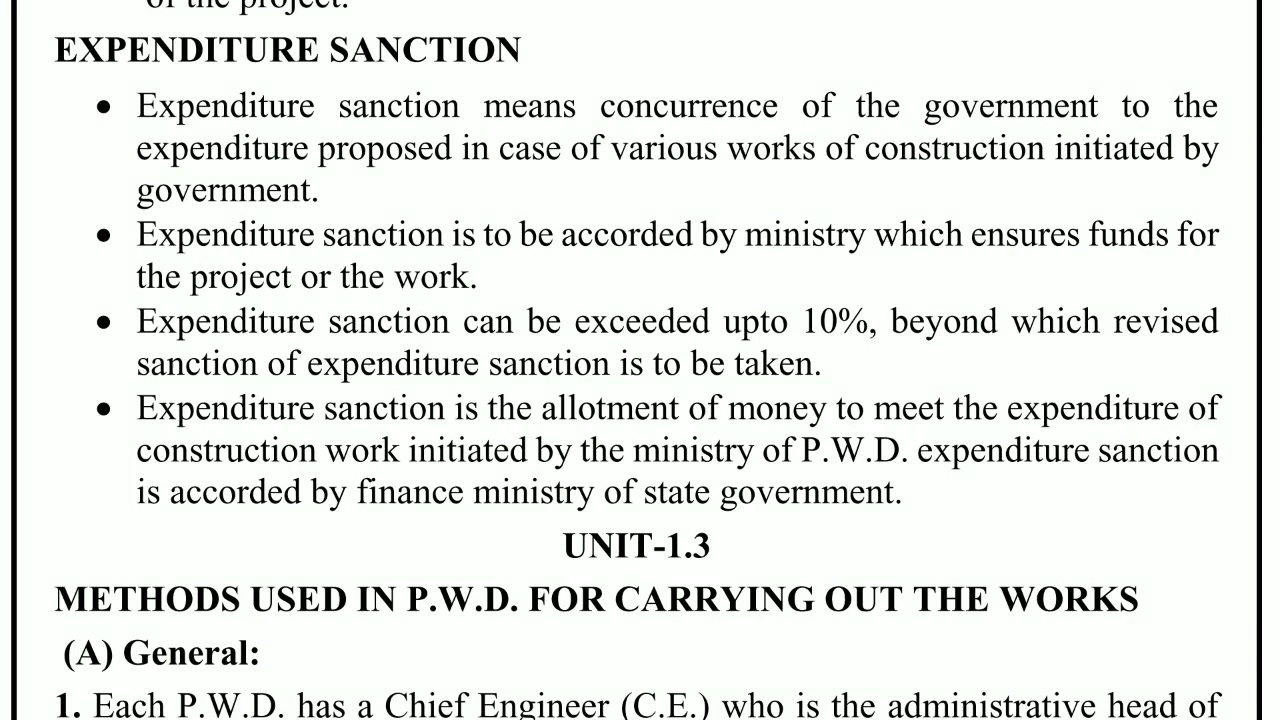 of the project.
EXPENDITURE SANCTION
• Expenditure sanction means concurrence of the government to the
expenditure proposed in case of various works of construction initiated by
government.
• Expenditure sanction is to be accorded by ministry which ensures funds for
the project or the work.
• Expenditure sanction can be exceeded upto 10%, beyond which revised
sanction of expenditure sanction is to be taken.
• Expenditure sanction is the allotment of money to meet the expenditure of
construction work initiated by the ministry of P.W.D. expenditure sanction
is accorded by finance ministry of state government.
UNIT-1.3
METHODS USED IN P.W.D. FOR CARRYING OUT THE WORKS
(A) General:
1. Each P.W.D. has a Chief Engineer (C.E.) who is the administrative head of